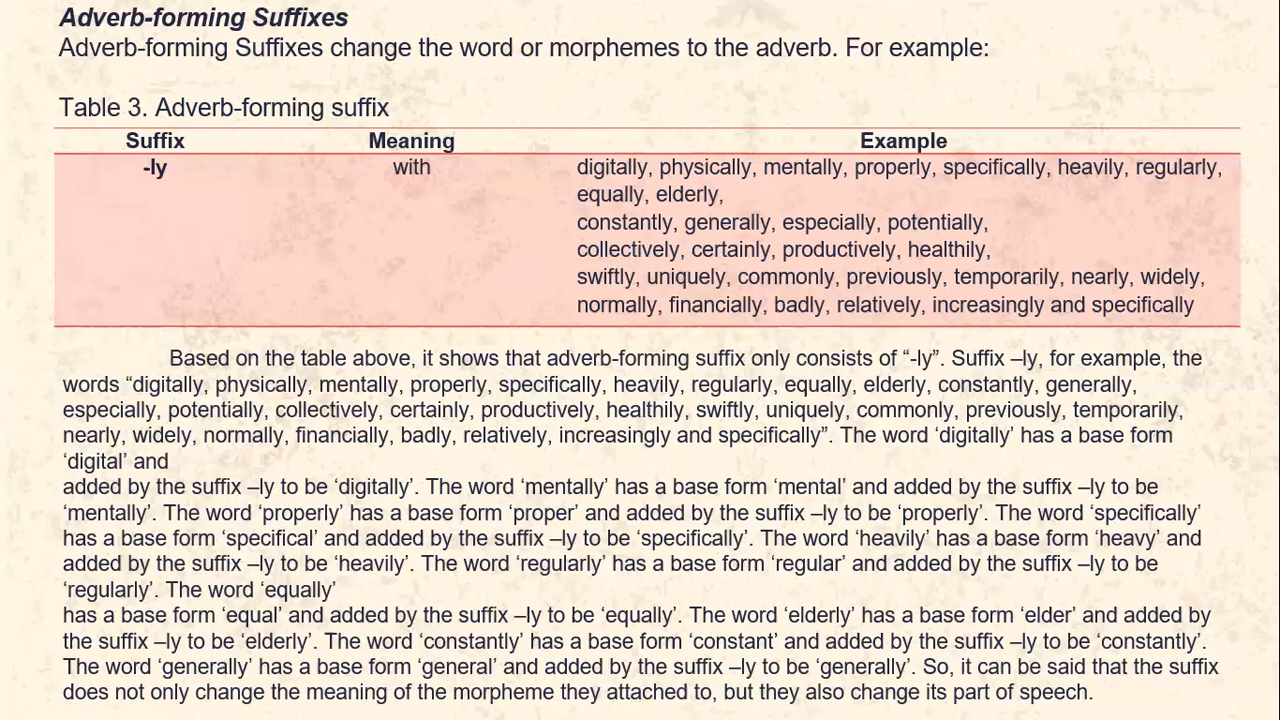 Adverb-forming Suffixes
Adverb-forming Suffixes change the word or morphemes to the adverb. For example:
Table 3. Adverb-forming suffix
Suffix Meaning Example
-ly with digitally, physically, mentally, properly, specifically, heavily, regularly,
equally, elderly,
constantly, generally, especially, potentially,
collectively, certainly, productively, healthily,
swiftly, uniquely, commonly, previously, temporarily, nearly, widely,
normally, financially, badly, relatively, increasingly and specifically
Based on the table above, it shows that adverb-forming suffix only consists of “-ly”. Suffix –ly, for example, the
words “digitally, physically, mentally, properly, specifically, heavily, regularly, equally, elderly, constantly, generally,
especially, potentially, collectively, certainly, productively, healthily, swiftly, uniquely, commonly, previously, temporarily,
nearly, widely, normally, financially, badly, relatively, increasingly and specifically”. The word ‘digitally’ has a base form
‘digital’ and
added by the suffix –ly to be ‘digitally’. The word ‘mentally’ has a base form ‘mental’ and added by the suffix –ly to be
‘mentally’. The word ‘properly’ has a base form ‘proper’ and added by the suffix –ly to be ‘properly’. The word ‘specifically’
has a base form ‘specifical’ and added by the suffix –ly to be ‘specifically’. The word ‘heavily’ has a base form ‘heavy’ and
added by the suffix –ly to be ‘heavily’. The word ‘regularly’ has a base form ‘regular’ and added by the suffix –ly to be
‘regularly’. The word ‘equally’
has a base form ‘equal’ and added by the suffix –ly to be ‘equally’. The word ‘elderly’ has a base form ‘elder’ and added by
the suffix –ly to be ‘elderly’. The word ‘constantly’ has a base form ‘constant’ and added by the suffix –ly to be ‘constantly’.
The word ‘generally’ has a base form ‘general’ and added by the suffix –ly to be ‘generally’. So, it can be said that the suffix
does not only change the meaning of the morpheme they attached to, but they also change its part of speech.